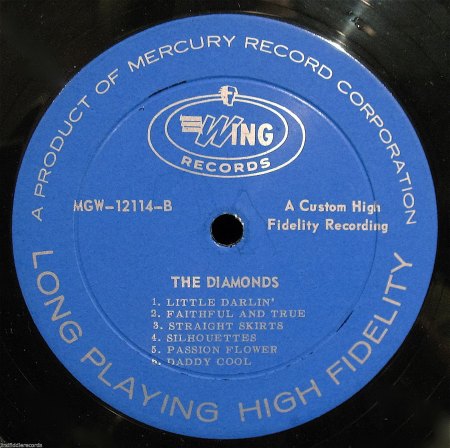 A PRODUCT OF MERCURY RECORD CORPORATION
WING
RECORDS
MGW-12114-B
A Custom High
Fidelity Recording
THE DIAMONDS
1. LITTLE DARLIN'
2. FAITHFUL AND TRUE
3. STRAIGHT SKIRTS
4. SILHOUETTES
5. PASSION FLOWER
6. DADDY COOL
LONG PLAYING HIGH FIDELITY